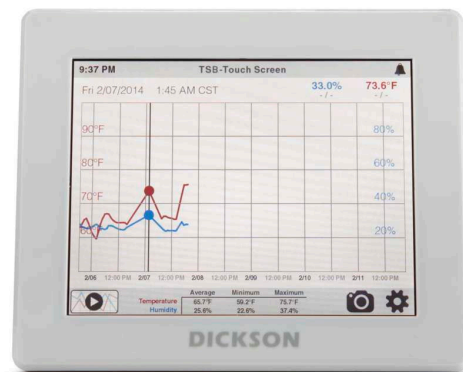 9:37 PM TSB-Touch Screen
Fri 2/07/2014 1:45 AM CST 33.0% 73.6°F
-/- -/-
90°F 80%
80°F 60%
70°F 40%
60 20%
2/06 12:00 PM 2/07 12:00 PM 2/08 12:00 PM 2/09 12:00 PM 2/10 12:00 PM 2/11 12:00 PM
Average Minimum Maximum
Temperature 65.7°F 59.2°F 75.7°F
Humidity 25.6% 22.6% 37.4%
DICKSON